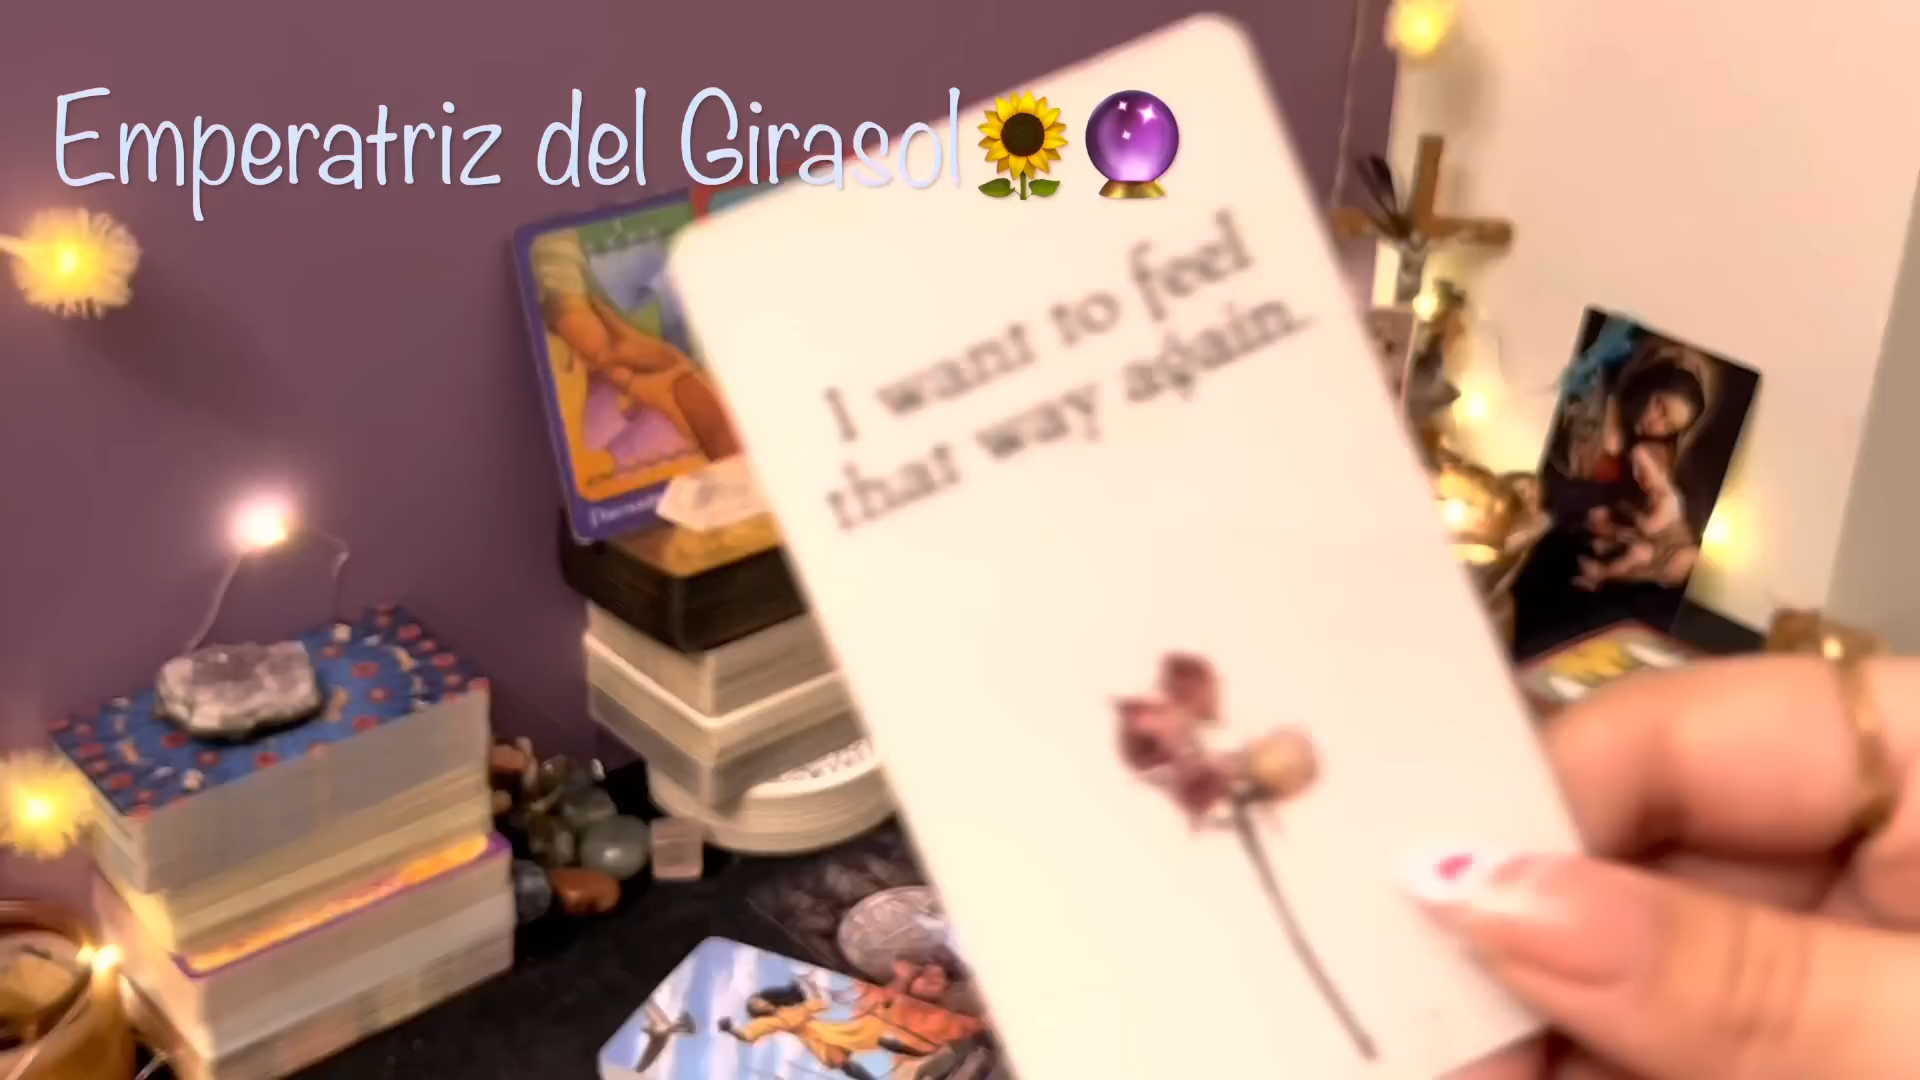 Emperatriz del Girasol🌻🔮
I want to feel
that way again.